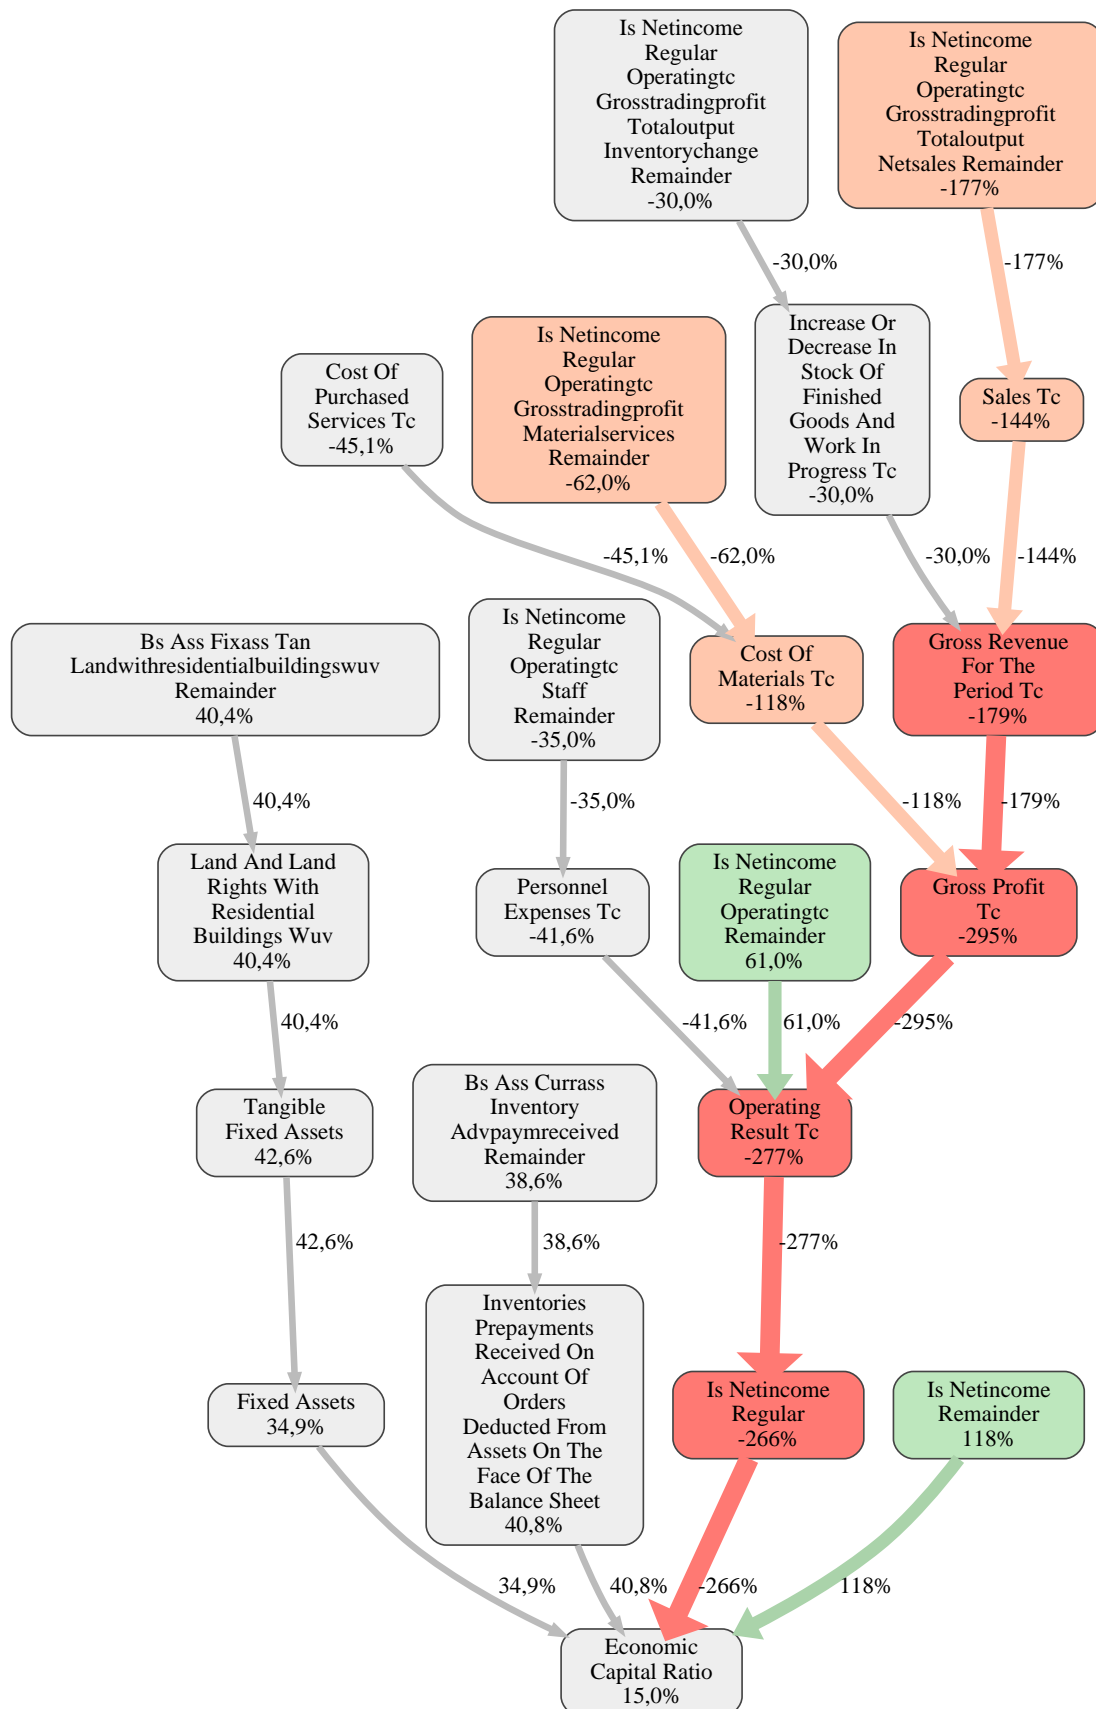 Is Netincome
Regular
Operatingtc
Grosstradingprofit
Totaloutput
Inventorychange
Remainder
-30,0%
Is Netincome
Regular
Operatingtc
Grosstradingprofit
Totaloutput
Netsales Remainder
-177%
-30,0%
-177%
Cost Of
Purchased
Services Tc
-45,1%
Is Netincome
Regular
Operatingtc
Grosstradingprofit
Materialservices
Remainder
-62,0%
Increase Or
Decrease In
Stock Of
Finished
Goods And
Work In
Progress Tc
-30,0%
Sales Tc
-144%
-45,1%
-62,0%
-30,0%
-144%
Bs Ass Fixass Tan
Landwithresidentialbuildingswuv
Remainder
40,4%
Is Netincome
Regular
Operatingtc
Staff
Remainder
-35,0%
Cost Of
Materials Tc
-118%
Gross Revenue
For The
Period Tc
-179%
40,4%
-35,0%
-118%
-179%
Land And Land
Rights With
Residential
Buildings Wuv
40,4%
Personnel
Expenses Tc
-41,6%
Is Netincome
Regular
Operatingtc
Remainder
61,0%
Gross Profit
Tc
-295%
40,4%
-41,6%
61,0%
-295%
Tangible
Fixed Assets
42,6%
Bs Ass Currass
Inventory
Advpaymreceived
Remainder
38,6%
Operating
Result Tc
-277%
42,6%
38,6%
-277%
Fixed Assets
34,9%
Inventories
Prepayments
Received On
Account Of
Orders
Deducted From
Assets On The
Face Of The
Balance Sheet
40,8%
Is Netincome
Regular
-266%
Is Netincome
Remainder
118%
34,9%
40,8%
-266%
118%
Economic
Capital Ratio
15,0%